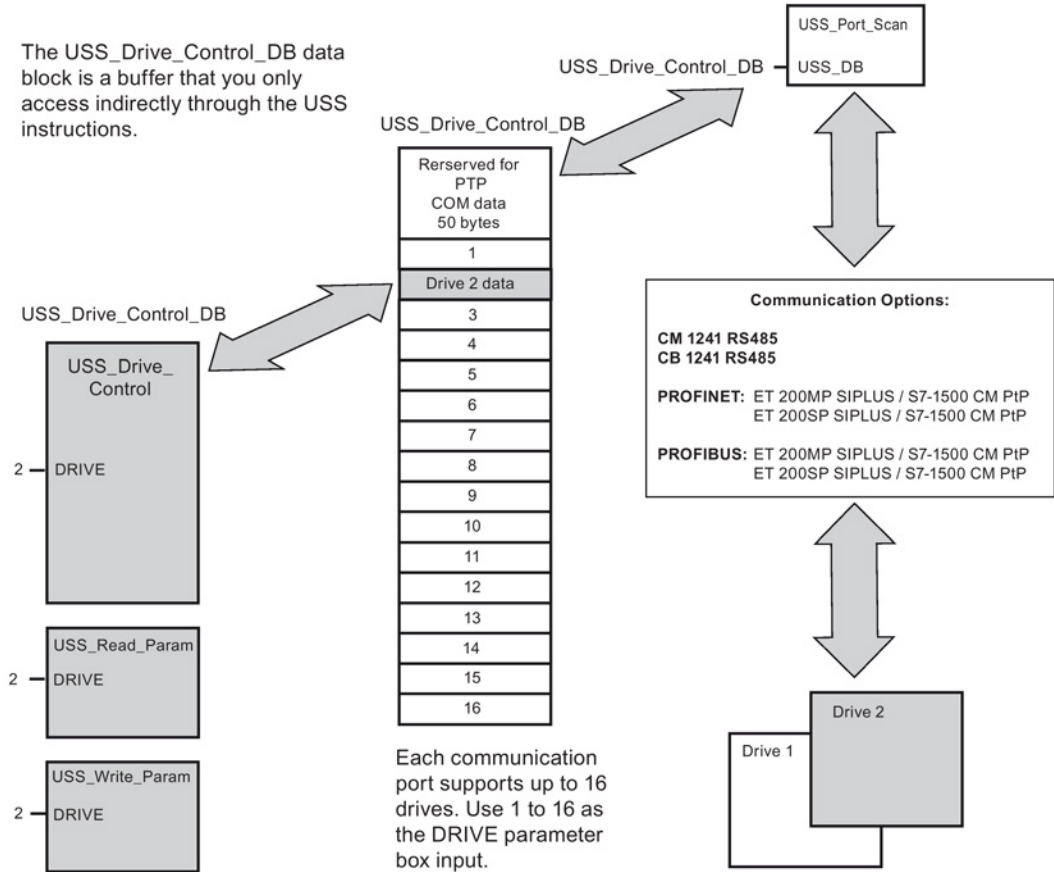 The USS_Drive_Control_DB data
block is a buffer that you only
access indirectly through the USS
instructions.
USS_Drive_Control_DB
USS_Drive_
Control
2
DRIVE
USS_Read_Param
2
DRIVE
USS_Write_Param
2
DRIVE
USS_Drive_Control_DB
Rerserved for
PTP
COM data
50 bytes
1
Drive 2 data
3
4
5
6
7
8
9
10
11
12
13
14
15
16
Each communication
port supports up to 16
drives. Use 1 to 16 as
the DRIVE parameter
box input.
USS_Port_Scan
USS_Drive_Control_DB
USS_DB
Communication Options:
CM 1241 RS485
CB 1241 RS485
PROFINET: ET 200MP SIPLUS / S7-1500 CM PtP
ET 200SP SIPLUS / S7-1500 CM PtP
PROFIBUS: ET 200MP SIPLUS / S7-1500 CM PtP
ET 200SP SIPLUS / S7-1500 CM PtP
Drive 2
Drive 1